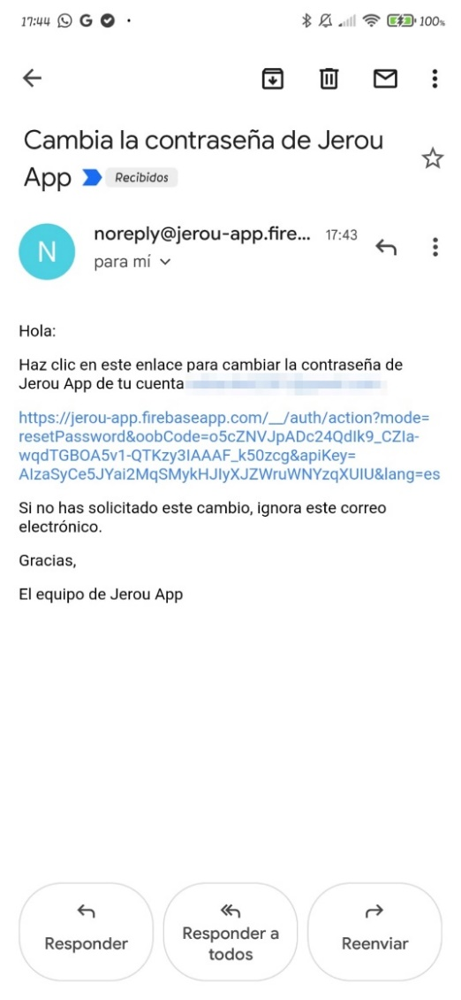 17:44 G 100%
Cambia la contraseña de Jerou
App Recibidos
N noreply@jerou-app.fire... 17:43
para mí
Hola:
Haz clic en este enlace para cambiar la contraseña de
Jerou App de tu cuenta
https://jerou-app.firebaseapp.com/__/auth/action?mode=
resetPassword&oobCode=o5cZNVJpADc24QdIk9_CZIa-
wqdTGBOA5v1-QTKzy3IAAAF_k50zcg&apiKey=
AIzaSyCe5JYai2MqSMykHJIyXJZWruWNYzqXUIU&lang=es
Si no has solicitado este cambio, ignora este correo
electrónico.
Gracias,
El equipo de Jerou App
Responder
Responder a
todos
Reenviar